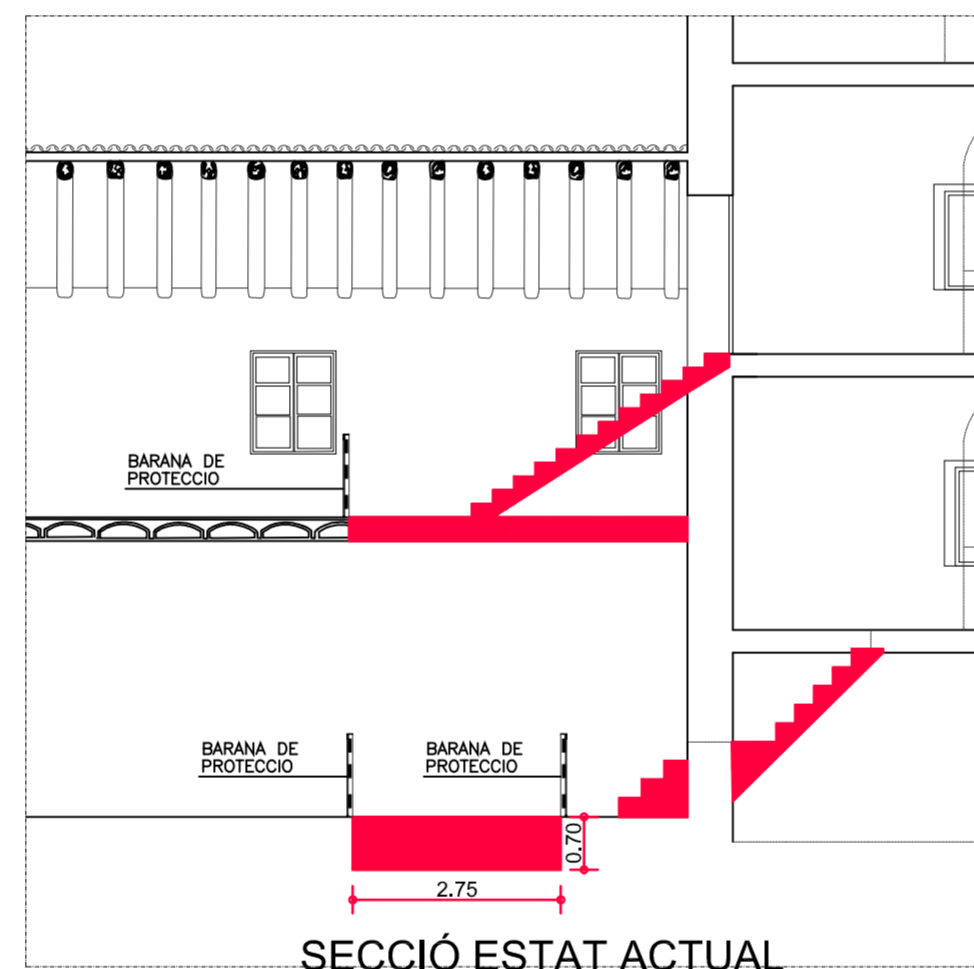 BARANA DE
PROTECCIO
BARANA DE
PROTECCIO
BARANA DE
PROTECCIO
0.70
2.75
SECCIÓ ESTAT ACTUAL